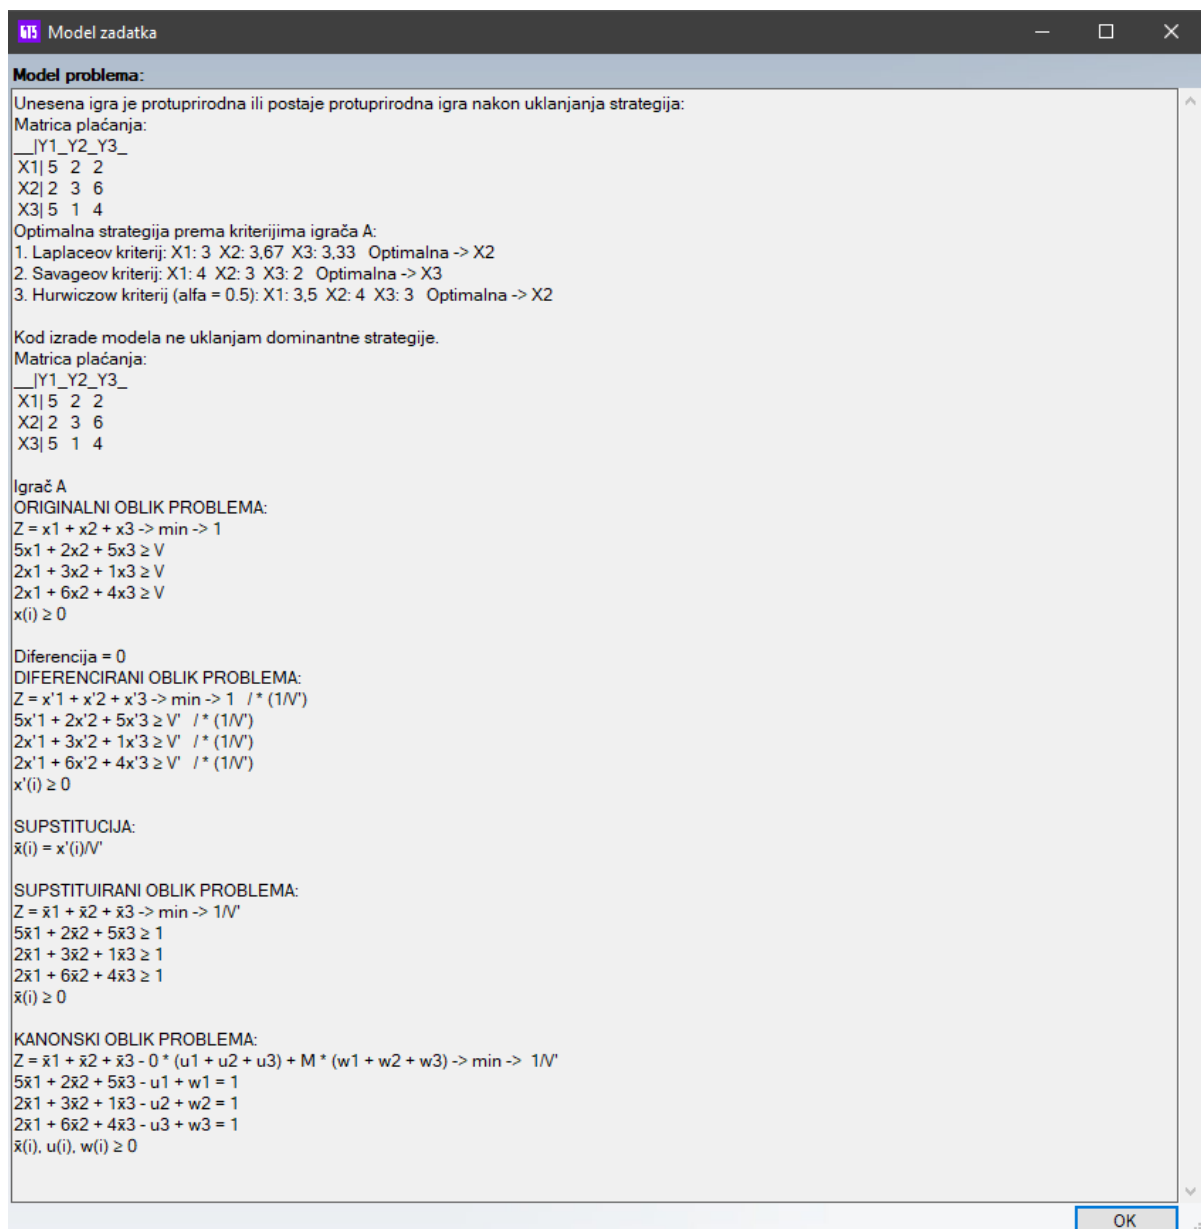 GTS Model zadatka
Model problema:
Unesena igra je protuprirodna ili postaje protuprirodna igra nakon uklanjanja strategija:
Matrica plaćanja:
__|Y1_Y2_Y3_
X1| 5 2 2
X2| 2 3 6
X3| 5 1 4
Optimalna strategija prema kriterijima igrača A:
1. Laplaceov kriterij: X1: 3 X2: 3,67 X3: 3,33 Optimalna -> X2
2. Savageov kriterij: X1: 4 X2: 3 X3: 2 Optimalna -> X3
3. Hurwiczow kriterij (alfa = 0.5): X1: 3,5 X2: 4 X3: 3 Optimalna -> X2
Kod izrade modela ne uklanjam dominantne strategije.
Matrica plaćanja:
__|Y1_Y2_Y3_
X1| 5 2 2
X2| 2 3 6
X3| 5 1 4
Igrač A
ORIGINALNI OBLIK PROBLEMA:
Z = x1 + x2 + x3 -> min -> 1
5x1 + 2x2 + 5x3 ≥ V
2x1 + 3x2 + 1x3 ≥ V
2x1 + 6x2 + 4x3 ≥ V
x(i) ≥ 0
Diferencija = 0
DIFERENCIRANI OBLIK PROBLEMA:
Z = x'1 + x'2 + x'3 -> min -> 1 / * (1/V')
5x'1 + 2x'2 + 5x'3 ≥ V' / * (1/V')
2x'1 + 3x'2 + 1x'3 ≥ V' / * (1/V')
2x'1 + 6x'2 + 4x'3 ≥ V' / * (1/V')
x'(i) ≥ 0
SUPSTITUCIJA:
x̄(i) = x'(i)/V'
SUPSTITUIRANI OBLIK PROBLEMA:
Z = x̄1 + x̄2 + x̄3 -> min -> 1/V'
5x̄1 + 2x̄2 + 5x̄3 ≥ 1
2x̄1 + 3x̄2 + 1x̄3 ≥ 1
2x̄1 + 6x̄2 + 4x̄3 ≥ 1
x̄(i) ≥ 0
KANONSKI OBLIK PROBLEMA:
Z = x̄1 + x̄2 + x̄3 - 0 * (u1 + u2 + u3) + M * (w1 + w2 + w3) -> min -> 1/V'
5x̄1 + 2x̄2 + 5x̄3 - u1 + w1 = 1
2x̄1 + 3x̄2 + 1x̄3 - u2 + w2 = 1
2x̄1 + 6x̄2 + 4x̄3 - u3 + w3 = 1
x̄(i), u(i), w(i) ≥ 0
OK